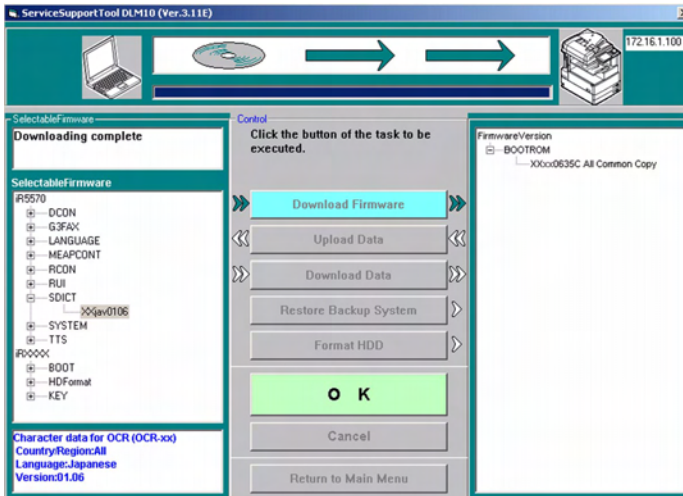 ServiceSupportTool DLM10 (Ver.3.11E)
172.16.1.100
SelectableFirmware
Downloading complete
SelectableFirmware
iR5570
DCON
G3FAX
LANGUAGE
MEAPCONT
RCON
RUI
SDICT
XXjav0106
SYSTEM
TTS
iRXXXX
BOOT
HDFormat
KEY
Character data for OCR (OCR-xx)
Country/Region:All
Language:Japanese
Version:01.06
Control
Click the button of the task to be
executed.
Download Firmware
Upload Data
Download Data
Restore Backup System
Format HDD
O K
Cancel
Return to Main Menu
FirmwareVersion
BOOTROM
XXxx0635C All Common Copy